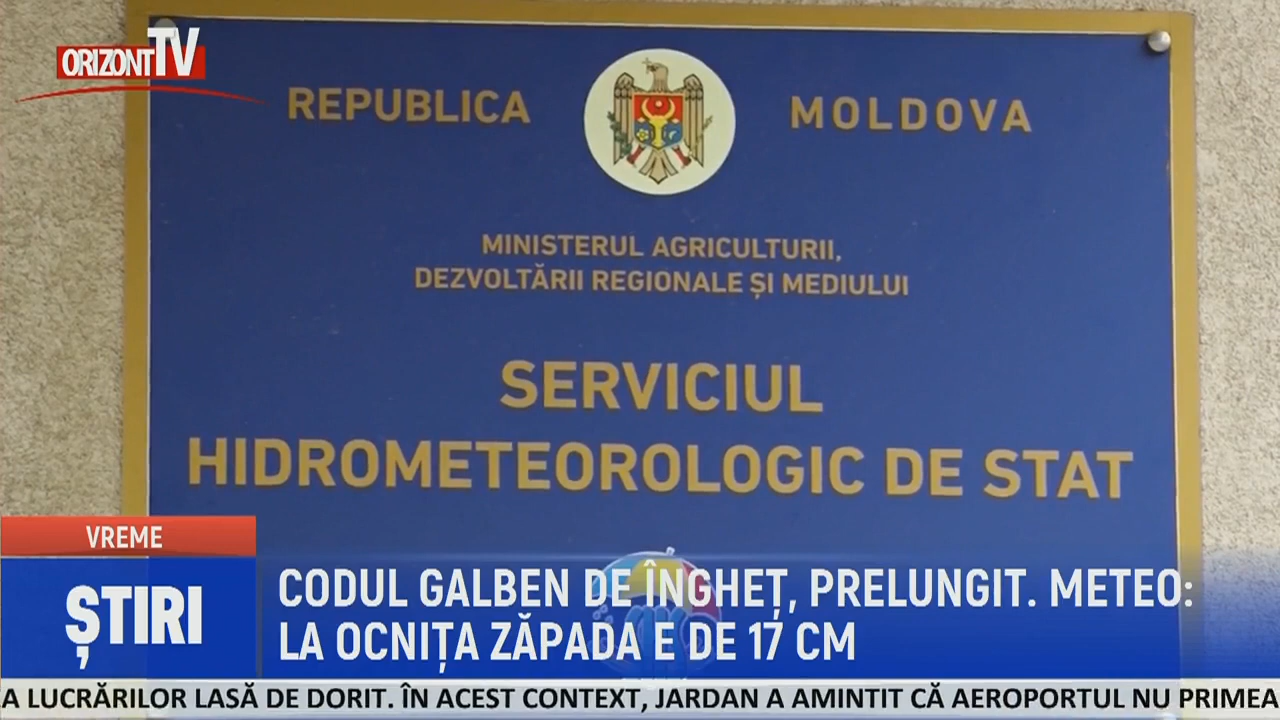 ORIZONT TV
REPUBLICA MOLDOVA
MINISTERUL AGRICULTURII,
DEZVOLTĂRII REGIONALE ȘI MEDIULUI
SERVICIUL
HIDROMETEOROLOGIC DE STAT
VREME
ȘTIRI
CODUL GALBEN DE ÎNGHEȚ, PRELUNGIT. METEO:
LA OCNIȚA ZĂPADA E DE 17 CM
A LUCRĂRILOR LASĂ DE DORIT. ÎN ACEST CONTEXT, JARDAN A AMINTIT CĂ AEROPORTUL NU PRIMEA